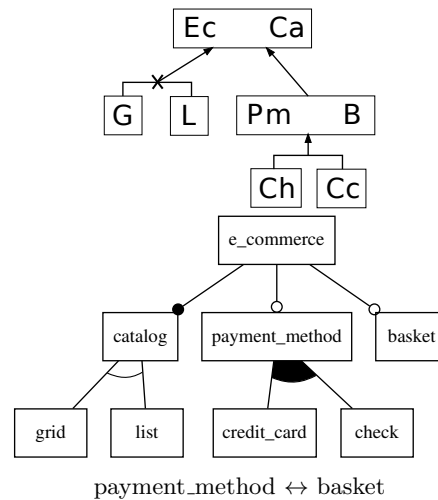 Ec Ca
G L Pm B
Ch Cc
e_commerce
catalog payment_method basket
grid list credit_card check
payment_method ↔ basket